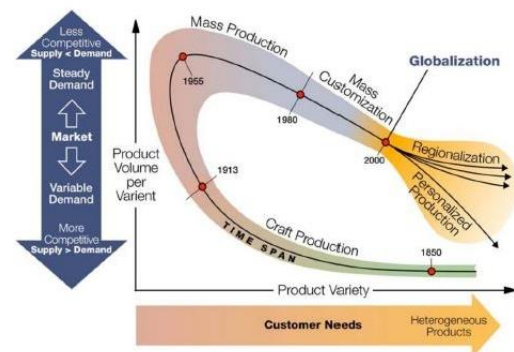 Less
Competitive
Supply < Demand
Steady
Demand
Market
Variable
Demand
More
Competitive
Supply > Demand
Product
Volume
per
Varient
Mass Production
1955
1980
Mass
Customization
Globalization
2000
Regionalization
Personalized
Production
1913
Craft Production
TIME SPAN
1850
Product Variety
Customer Needs
Heterogeneous
Products